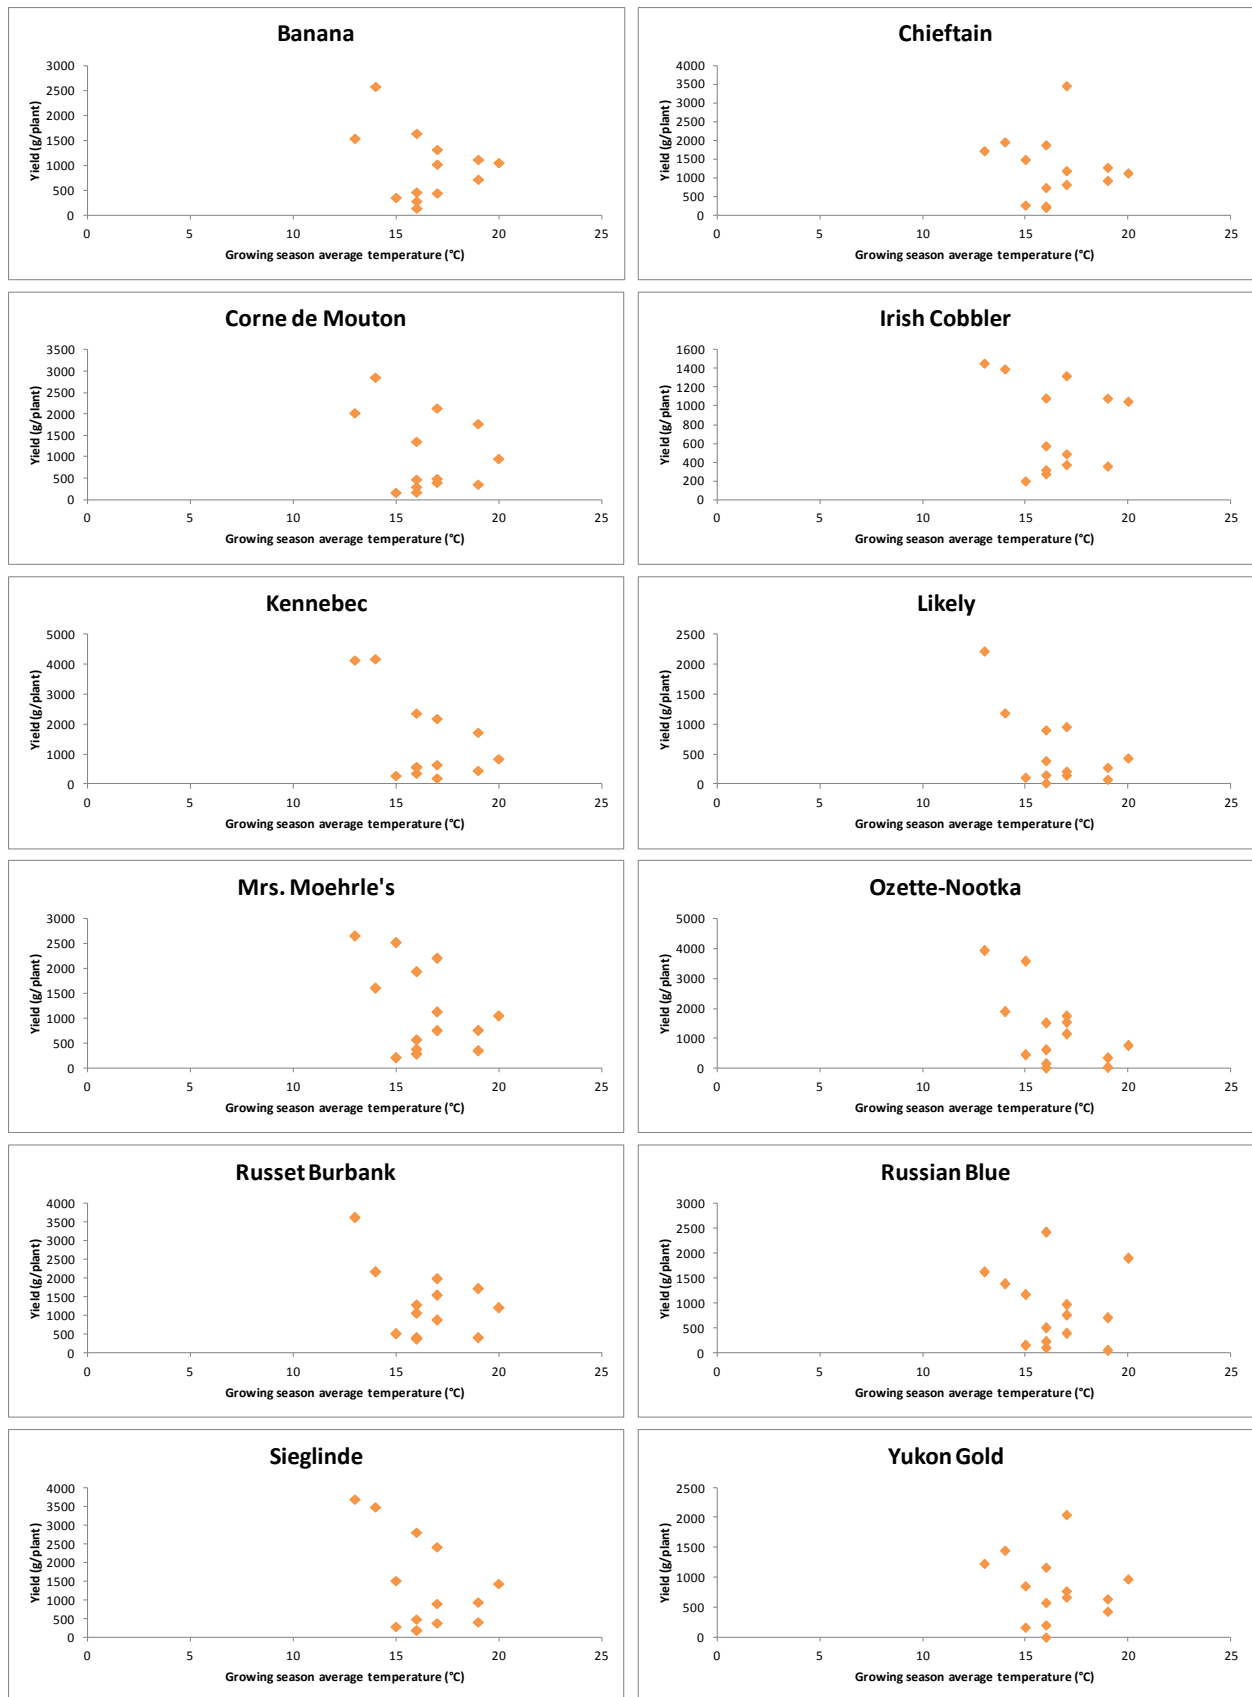 Banana
Yield (g/plant)
3000
2500
2000
1500
1000
500
0
0 5 10 15 20 25
Growing season average temperature (°C)
Chieftain
Yield (g/plant)
4000
3500
3000
2500
2000
1500
1000
500
0
0 5 10 15 20 25
Growing season average temperature (°C)
Corne de Mouton
Yield (g/plant)
3500
3000
2500
2000
1500
1000
500
0
0 5 10 15 20 25
Growing season average temperature (°C)
Irish Cobbler
Yield (g/plant)
1600
1400
1200
1000
800
600
400
200
0
0 5 10 15 20 25
Growing season average temperature (°C)
Kennebec
Yield (g/plant)
5000
4000
3000
2000
1000
0
0 5 10 15 20 25
Growing season average temperature (°C)
Likely
Yield (g/plant)
2500
2000
1500
1000
500
0
0 5 10 15 20 25
Growing season average temperature (°C)
Mrs. Moehrle's
Yield (g/plant)
3000
2500
2000
1500
1000
500
0
0 5 10 15 20 25
Growing season average temperature (°C)
Ozette-Nootka
Yield (g/plant)
5000
4000
3000
2000
1000
0
0 5 10 15 20 25
Growing season average temperature (°C)
Russet Burbank
Yield (g/plant)
4000
3500
3000
2500
2000
1500
1000
500
0
0 5 10 15 20 25
Growing season average temperature (°C)
Russian Blue
Yield (g/plant)
3000
2500
2000
1500
1000
500
0
0 5 10 15 20 25
Growing season average temperature (°C)
Sieglinde
Yield (g/plant)
4000
3500
3000
2500
2000
1500
1000
500
0
0 5 10 15 20 25
Growing season average temperature (°C)
Yukon Gold
Yield (g/plant)
2500
2000
1500
1000
500
0
0 5 10 15 20 25
Growing season average temperature (°C)